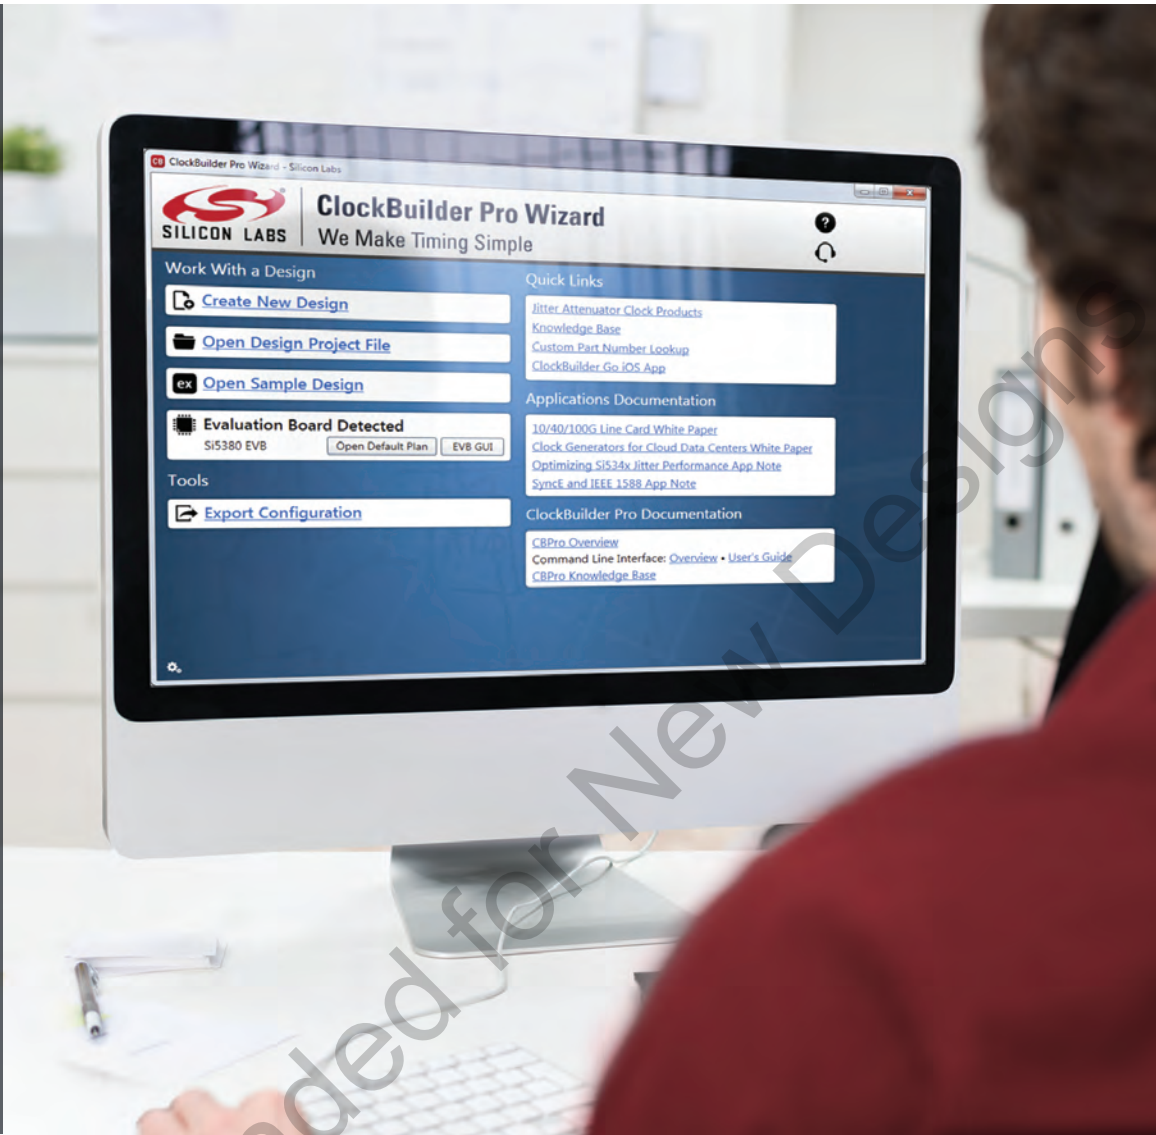 CB ClockBuilder Pro Wizard - Silicon Labs
SILICON LABS
ClockBuilder Pro Wizard
We Make Timing Simple
?
Work With a Design
Create New Design
Open Design Project File
ex Open Sample Design
Evaluation Board Detected
Si5380 EVB Open Default Plan EVB GUI
Tools
Export Configuration
Quick Links
Jitter Attenuator Clock Products
Knowledge Base
Custom Part Number Lookup
ClockBuilder Go iOS App
Applications Documentation
10/40/100G Line Card White Paper
Clock Generators for Cloud Data Centers White Paper
Optimizing Si534x Jitter Performance App Note
SyncE and IEEE 1588 App Note
ClockBuilder Pro Documentation
CBPro Overview
Command Line Interface: Overview • User's Guide
CBPro Knowledge Base
ded for New Designs